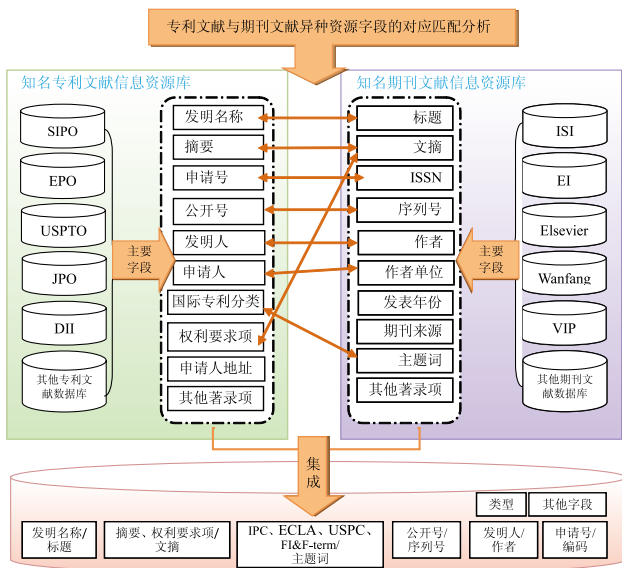 专利文献与期刊文献异种资源字段的对应匹配分析
知名专利文献信息资源库
SIPO
EPO
USPTO
JPO
DII
其他专利文
献数据库
主要
字段
发明名称
摘要
申请号
公开号
发明人
申请人
国际专利分类
权利要求项
申请人地址
其他著录项
知名期刊文献信息资源库
标题
文摘
ISSN
序列号
作者
作者单位
发表年份
期刊来源
主题词
其他著录项
主要
字段
ISI
EI
Elsevier
Wanfang
VIP
其他期刊文
献数据库
集
成
类型
其他字段
发明名称/
标题
摘要、权利要求项/
文摘
IPC、ECLA、USPC、
FI&F-term/
主题词
公开号/
序列号
发明人/
作者
申请号/
编码